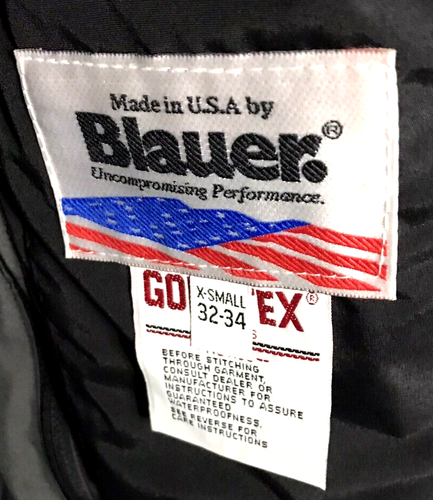 Made in U.S.A by
Blauer.®
Uncompromising Performance.
GO EX®
X-SMALL
32-34
S
BEFORE STITCHING
THROUGH GARMENT,
CONSULT DEALER OR
MANUFACTURER FOR
INSTRUCTIONS TO ASSURE
GUARANTEED
WATERPROOFNESS.
SEE REVERSE FOR
CARE INSTRUCTIONS